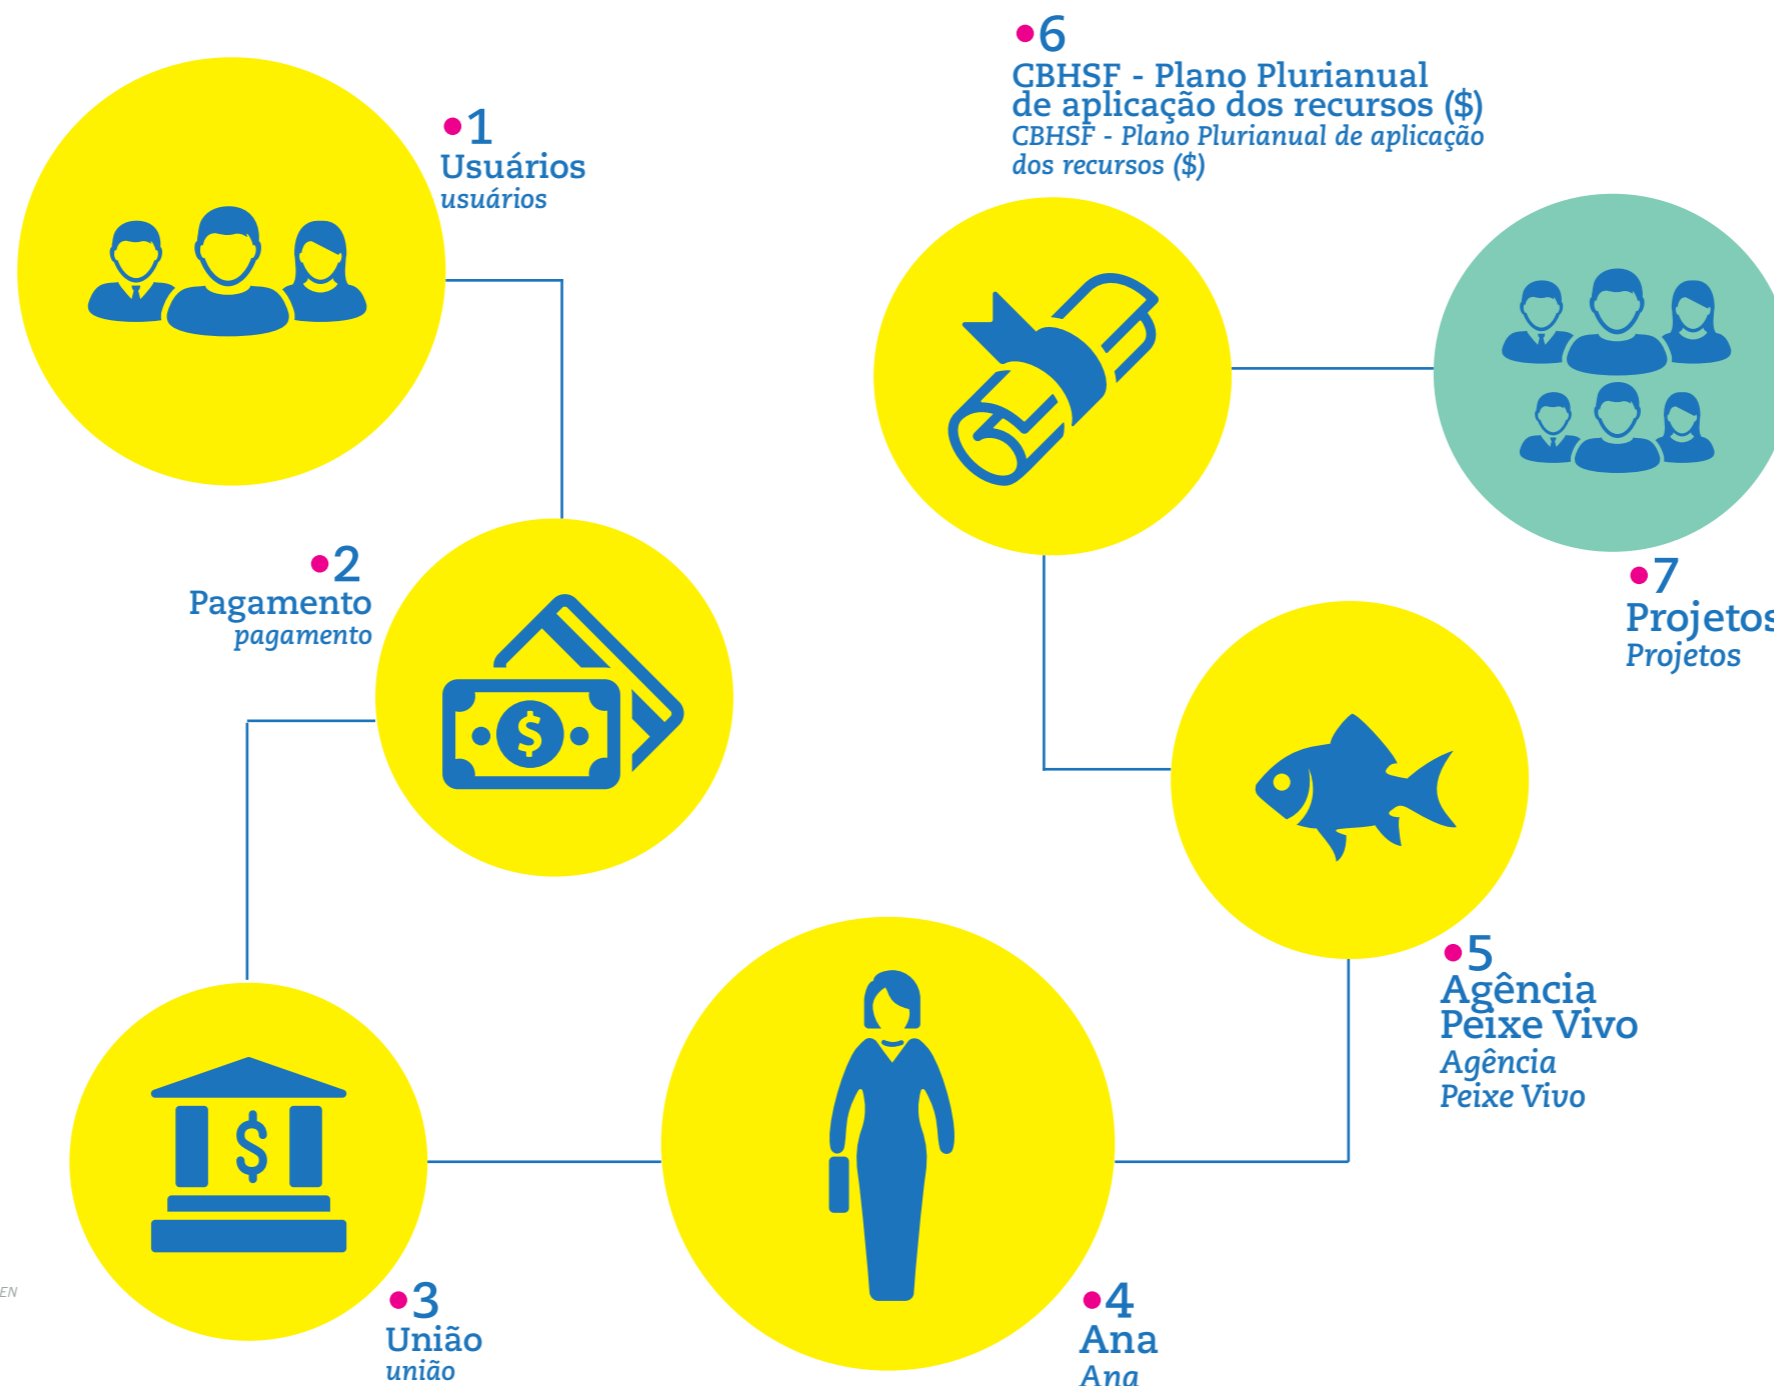 •1
Usuários
usuários
•2
Pagamento
pagamento
•3
União
união
•4
Ana
Ana
•5
Agência
Peixe Vivo
Agência
Peixe Vivo
•6
CBHSF - Plano Plurianual
de aplicação dos recursos ($)
CBHSF - Plano Plurianual de aplicação
dos recursos ($)
•7
Projetos
Projetos
$
$
EN